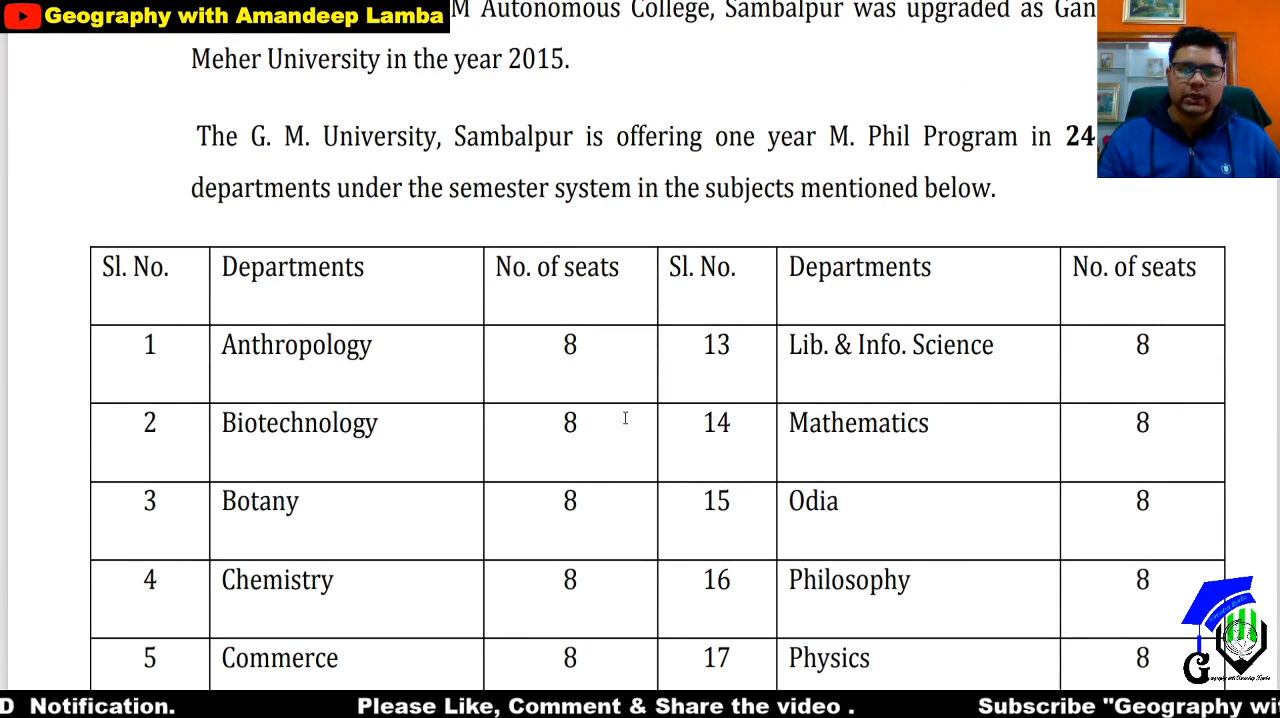 Geography with Amandeep Lamba
M Autonomous College, Sambalpur was upgraded as Gan
Meher University in the year 2015.
The G. M. University, Sambalpur is offering one year M. Phil Program in 24
departments under the semester system in the subjects mentioned below.
Sl. No. Departments No. of seats Sl. No. Departments No. of seats
1 Anthropology 8 13 Lib. & Info. Science 8
2 Biotechnology 8 14 Mathematics 8
3 Botany 8 15 Odia 8
4 Chemistry 8 16 Philosophy 8
5 Commerce 8 17 Physics 8
G
D Notification. Please Like, Comment & Share the video . Subscribe "Geography wi